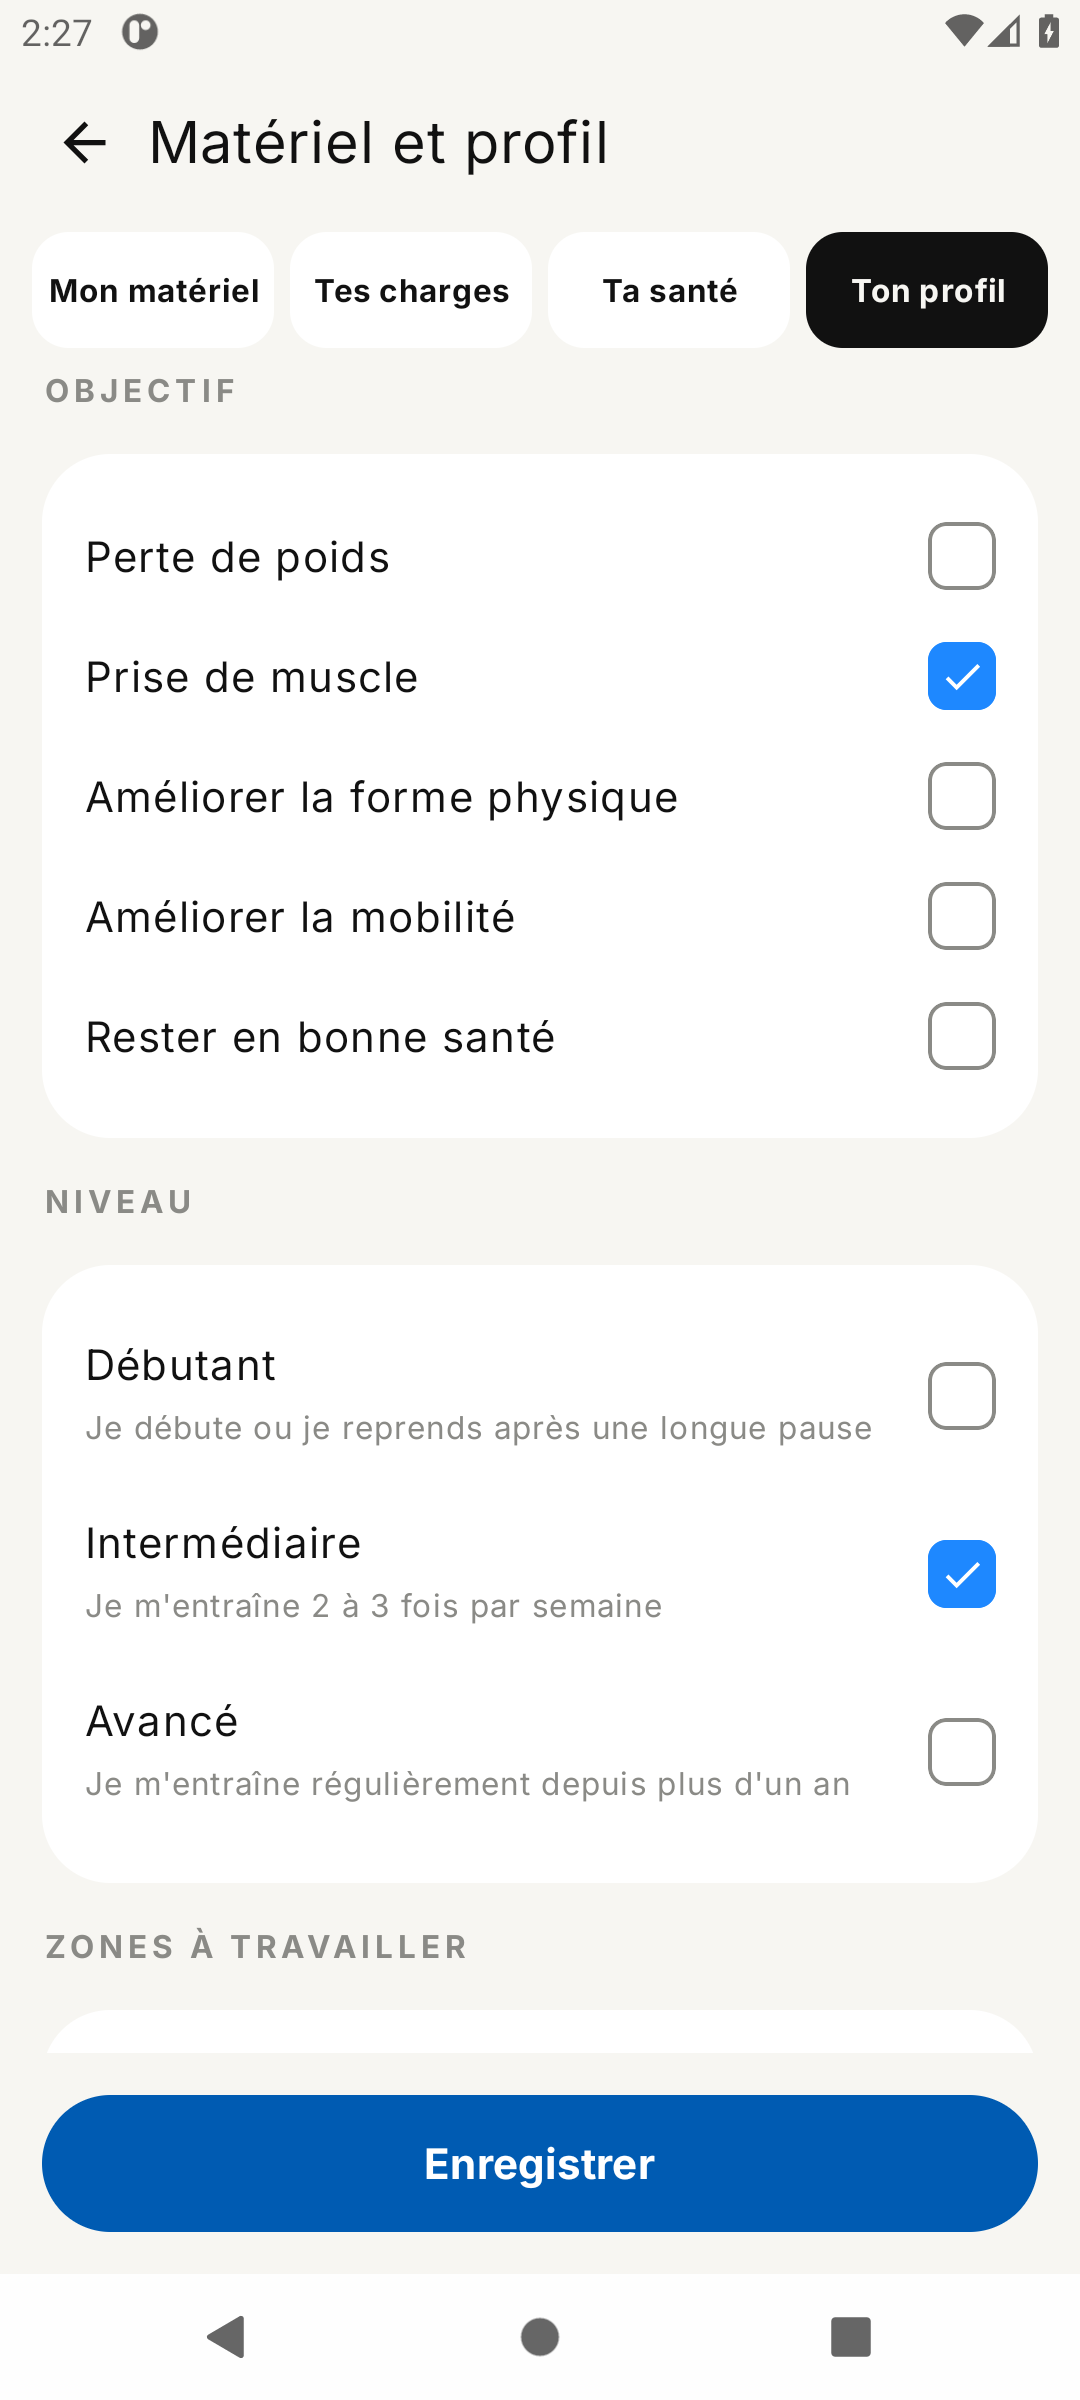 2:27
Matériel et profil
Mon matériel
Tes charges
Ta santé
Ton profil
OBJECTIF
Perte de poids
Prise de muscle
Améliorer la forme physique
Améliorer la mobilité
Rester en bonne santé
NIVEAU
Débutant
Je débute ou je reprends après une longue pause
Intermédiaire
Je m'entraîne 2 à 3 fois par semaine
Avancé
Je m'entraîne régulièrement depuis plus d'un an
ZONES À TRAVAILLER
Enregistrer